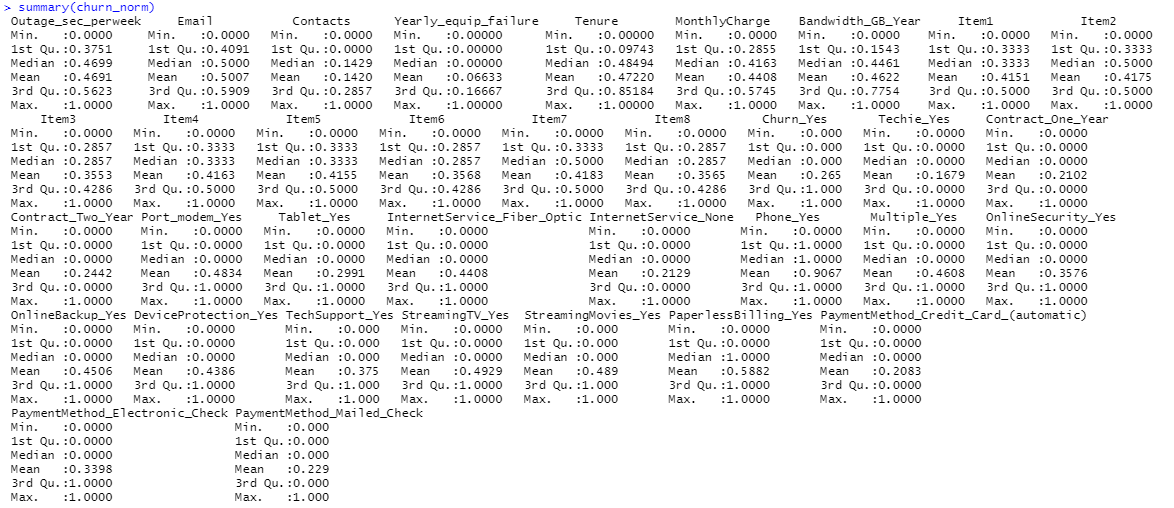 > summary(churn_norm)
Outage_sec_perweek Email Contacts Yearly_equip_failure Tenure MonthlyCharge Bandwidth_GB_Year Item1 Item2
Min. :0.0000 Min. :0.0000 Min. :0.0000 Min. :0.00000 Min. :0.00000 Min. :0.0000 Min. :0.0000 Min. :0.0000 Min. :0.0000
1st Qu.:0.3751 1st Qu.:0.4091 1st Qu.:0.0000 1st Qu.:0.00000 1st Qu.:0.09743 1st Qu.:0.2855 1st Qu.:0.1543 1st Qu.:0.3333 1st Qu.:0.3333
Median :0.4699 Median :0.5000 Median :0.1429 Median :0.00000 Median :0.48494 Median :0.4163 Median :0.4461 Median :0.3333 Median :0.5000
Mean :0.4691 Mean :0.5007 Mean :0.1420 Mean :0.06633 Mean :0.47220 Mean :0.4408 Mean :0.4622 Mean :0.4151 Mean :0.4175
3rd Qu.:0.5623 3rd Qu.:0.5909 3rd Qu.:0.2857 3rd Qu.:0.16667 3rd Qu.:0.85184 3rd Qu.:0.5745 3rd Qu.:0.7754 3rd Qu.:0.5000 3rd Qu.:0.5000
Max. :1.0000 Max. :1.0000 Max. :1.0000 Max. :1.00000 Max. :1.00000 Max. :1.0000 Max. :1.0000 Max. :1.0000 Max. :1.0000
Item3 Item4 Item5 Item6 Item7 Item8 Churn_Yes Techie_Yes Contract_One_Year
Min. :0.0000 Min. :0.0000 Min. :0.0000 Min. :0.0000 Min. :0.0000 Min. :0.0000 Min. :0.000 Min. :0.0000 Min. :0.0000
1st Qu.:0.2857 1st Qu.:0.3333 1st Qu.:0.3333 1st Qu.:0.2857 1st Qu.:0.3333 1st Qu.:0.2857 1st Qu.:0.000 1st Qu.:0.0000 1st Qu.:0.0000
Median :0.2857 Median :0.3333 Median :0.3333 Median :0.2857 Median :0.5000 Median :0.2857 Median :0.000 Median :0.0000 Median :0.0000
Mean :0.3553 Mean :0.4163 Mean :0.4155 Mean :0.3568 Mean :0.4183 Mean :0.3565 Mean :0.265 Mean :0.1679 Mean :0.2102
3rd Qu.:0.4286 3rd Qu.:0.5000 3rd Qu.:0.5000 3rd Qu.:0.4286 3rd Qu.:0.5000 3rd Qu.:0.4286 3rd Qu.:1.000 3rd Qu.:0.0000 3rd Qu.:0.0000
Max. :1.0000 Max. :1.0000 Max. :1.0000 Max. :1.0000 Max. :1.0000 Max. :1.0000 Max. :1.000 Max. :1.0000 Max. :1.0000
Contract_Two_Year Port_modem_Yes Tablet_Yes InternetService_Fiber_Optic InternetService_None Phone_Yes Multiple_Yes OnlineSecurity_Yes
Min. :0.0000 Min. :0.0000 Min. :0.0000 Min. :0.0000 Min. :0.0000 Min. :0.0000 Min. :0.0000 Min. :0.0000
1st Qu.:0.0000 1st Qu.:0.0000 1st Qu.:0.0000 1st Qu.:0.0000 1st Qu.:0.0000 1st Qu.:1.0000 1st Qu.:0.0000 1st Qu.:0.0000
Median :0.0000 Median :0.0000 Median :0.0000 Median :0.0000 Median :0.0000 Median :1.0000 Median :0.0000 Median :0.0000
Mean :0.2442 Mean :0.4834 Mean :0.2991 Mean :0.4408 Mean :0.2129 Mean :0.9067 Mean :0.4608 Mean :0.3576
3rd Qu.:0.0000 3rd Qu.:1.0000 3rd Qu.:1.0000 3rd Qu.:1.0000 3rd Qu.:0.0000 3rd Qu.:1.0000 3rd Qu.:1.0000 3rd Qu.:1.0000
Max. :1.0000 Max. :1.0000 Max. :1.0000 Max. :1.0000 Max. :1.0000 Max. :1.0000 Max. :1.0000 Max. :1.0000
OnlineBackup_Yes DeviceProtection_Yes TechSupport_Yes StreamingTV_Yes StreamingMovies_Yes PaperlessBilling_Yes PaymentMethod_Credit_Card_(automatic)
Min. :0.0000 Min. :0.0000 Min. :0.000 Min. :0.0000 Min. :0.000 Min. :0.0000 Min. :0.0000
1st Qu.:0.0000 1st Qu.:0.0000 1st Qu.:0.000 1st Qu.:0.0000 1st Qu.:0.000 1st Qu.:0.0000 1st Qu.:0.0000
Median :0.0000 Median :0.0000 Median :0.000 Median :0.0000 Median :0.000 Median :1.0000 Median :0.0000
Mean :0.4506 Mean :0.4386 Mean :0.375 Mean :0.4929 Mean :0.489 Mean :0.5882 Mean :0.2083
3rd Qu.:1.0000 3rd Qu.:1.0000 3rd Qu.:1.000 3rd Qu.:1.0000 3rd Qu.:1.000 3rd Qu.:1.0000 3rd Qu.:0.0000
Max. :1.0000 Max. :1.0000 Max. :1.000 Max. :1.0000 Max. :1.000 Max. :1.0000 Max. :1.0000
PaymentMethod_Electronic_Check PaymentMethod_Mailed_Check
Min. :0.0000 Min. :0.000
1st Qu.:0.0000 1st Qu.:0.000
Median :0.0000 Median :0.000
Mean :0.3398 Mean :0.229
3rd Qu.:1.0000 3rd Qu.:0.000
Max. :1.0000 Max. :1.000